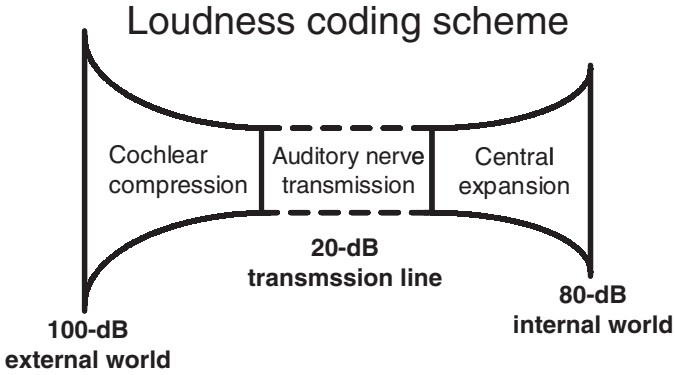 Loudness coding scheme
Cochlear
compression
Auditory nerve
transmission
Central
expansion
20-dB
transmssion line
100-dB
external world
80-dB
internal world